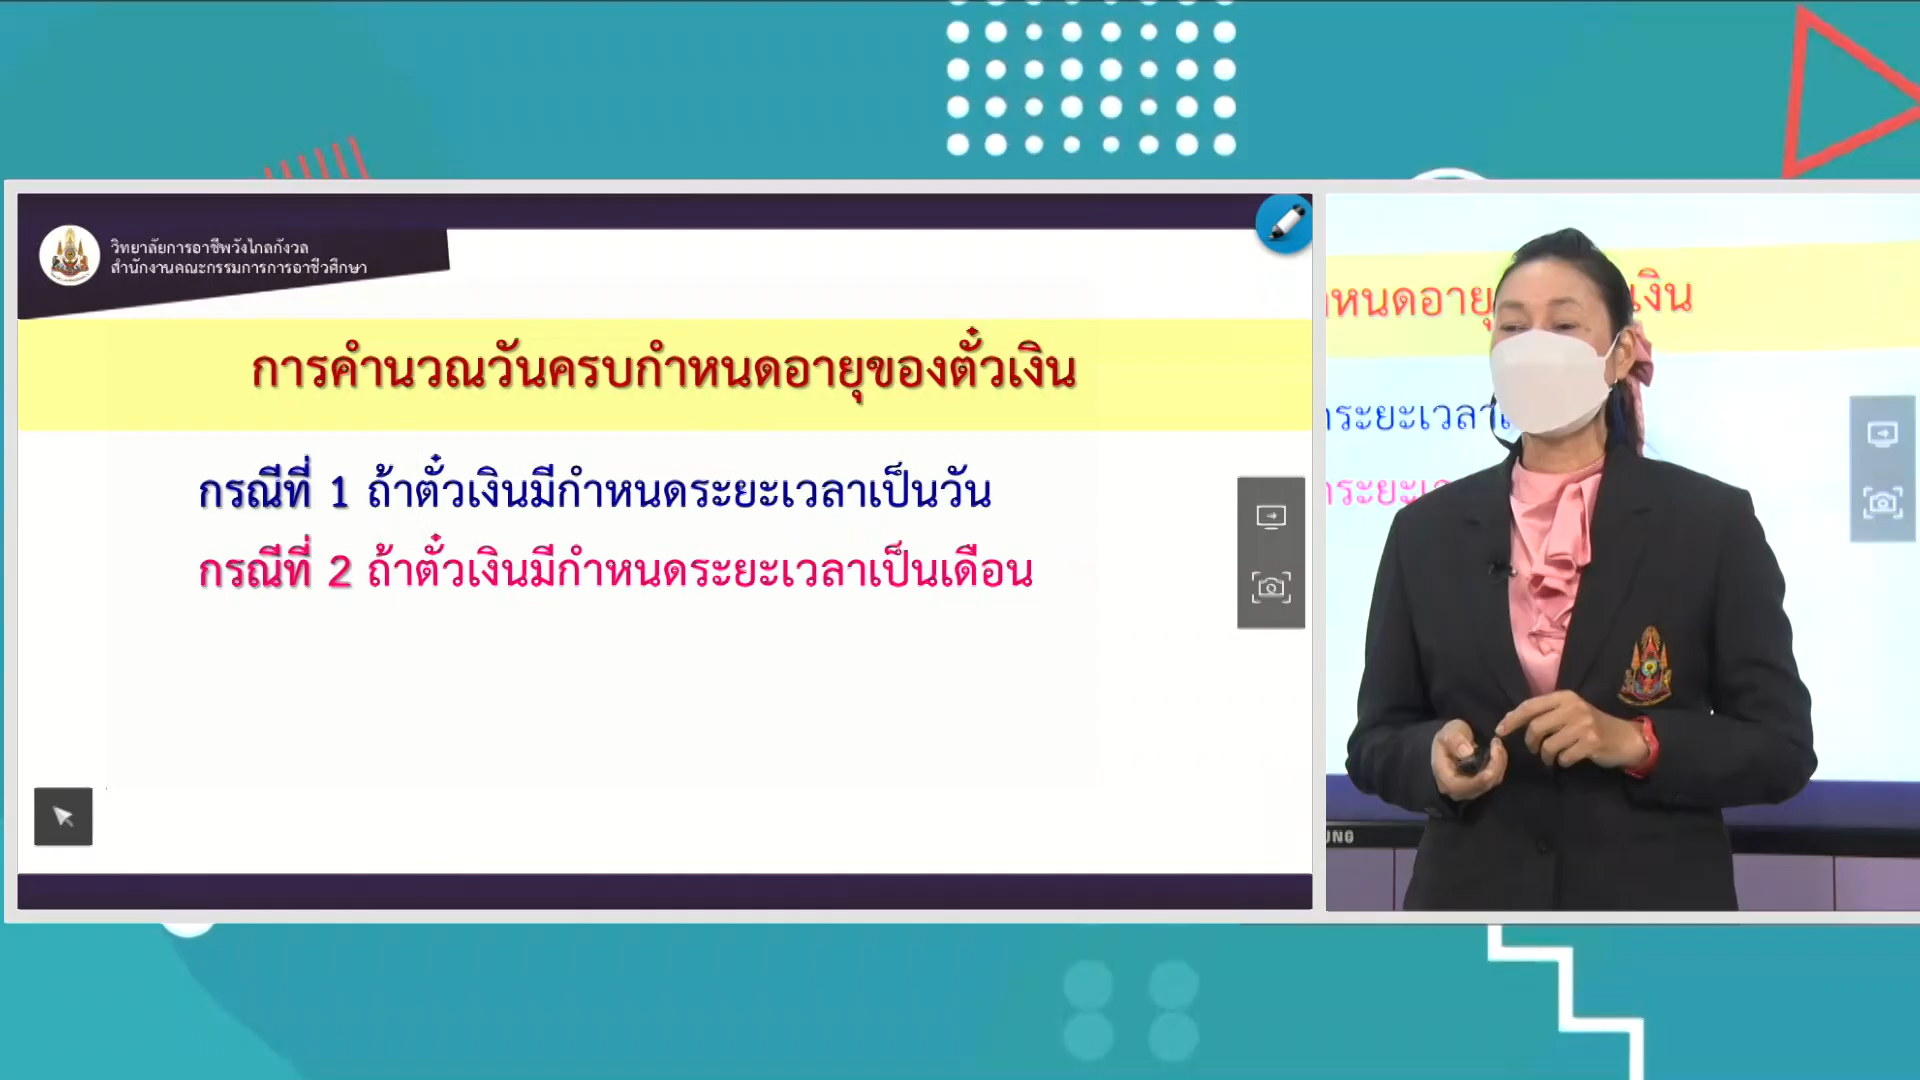 วิทยาลัยการอาชีพวังไกลกังวล
สำนักงานคณะกรรมการการอาชีวศึกษา
การคำนวณวันครบกำหนดอายุของตั๋วเงิน
กรณีที่ 1 ถ้าตั๋วเงินมีกำหนดระยะเวลาเป็นวัน
กรณีที่ 2 ถ้าตั๋วเงินมีกำหนดระยะเวลาเป็นเดือน
หนดอายุ เงิน
ระยะเวลา
ระยะเ
UNG